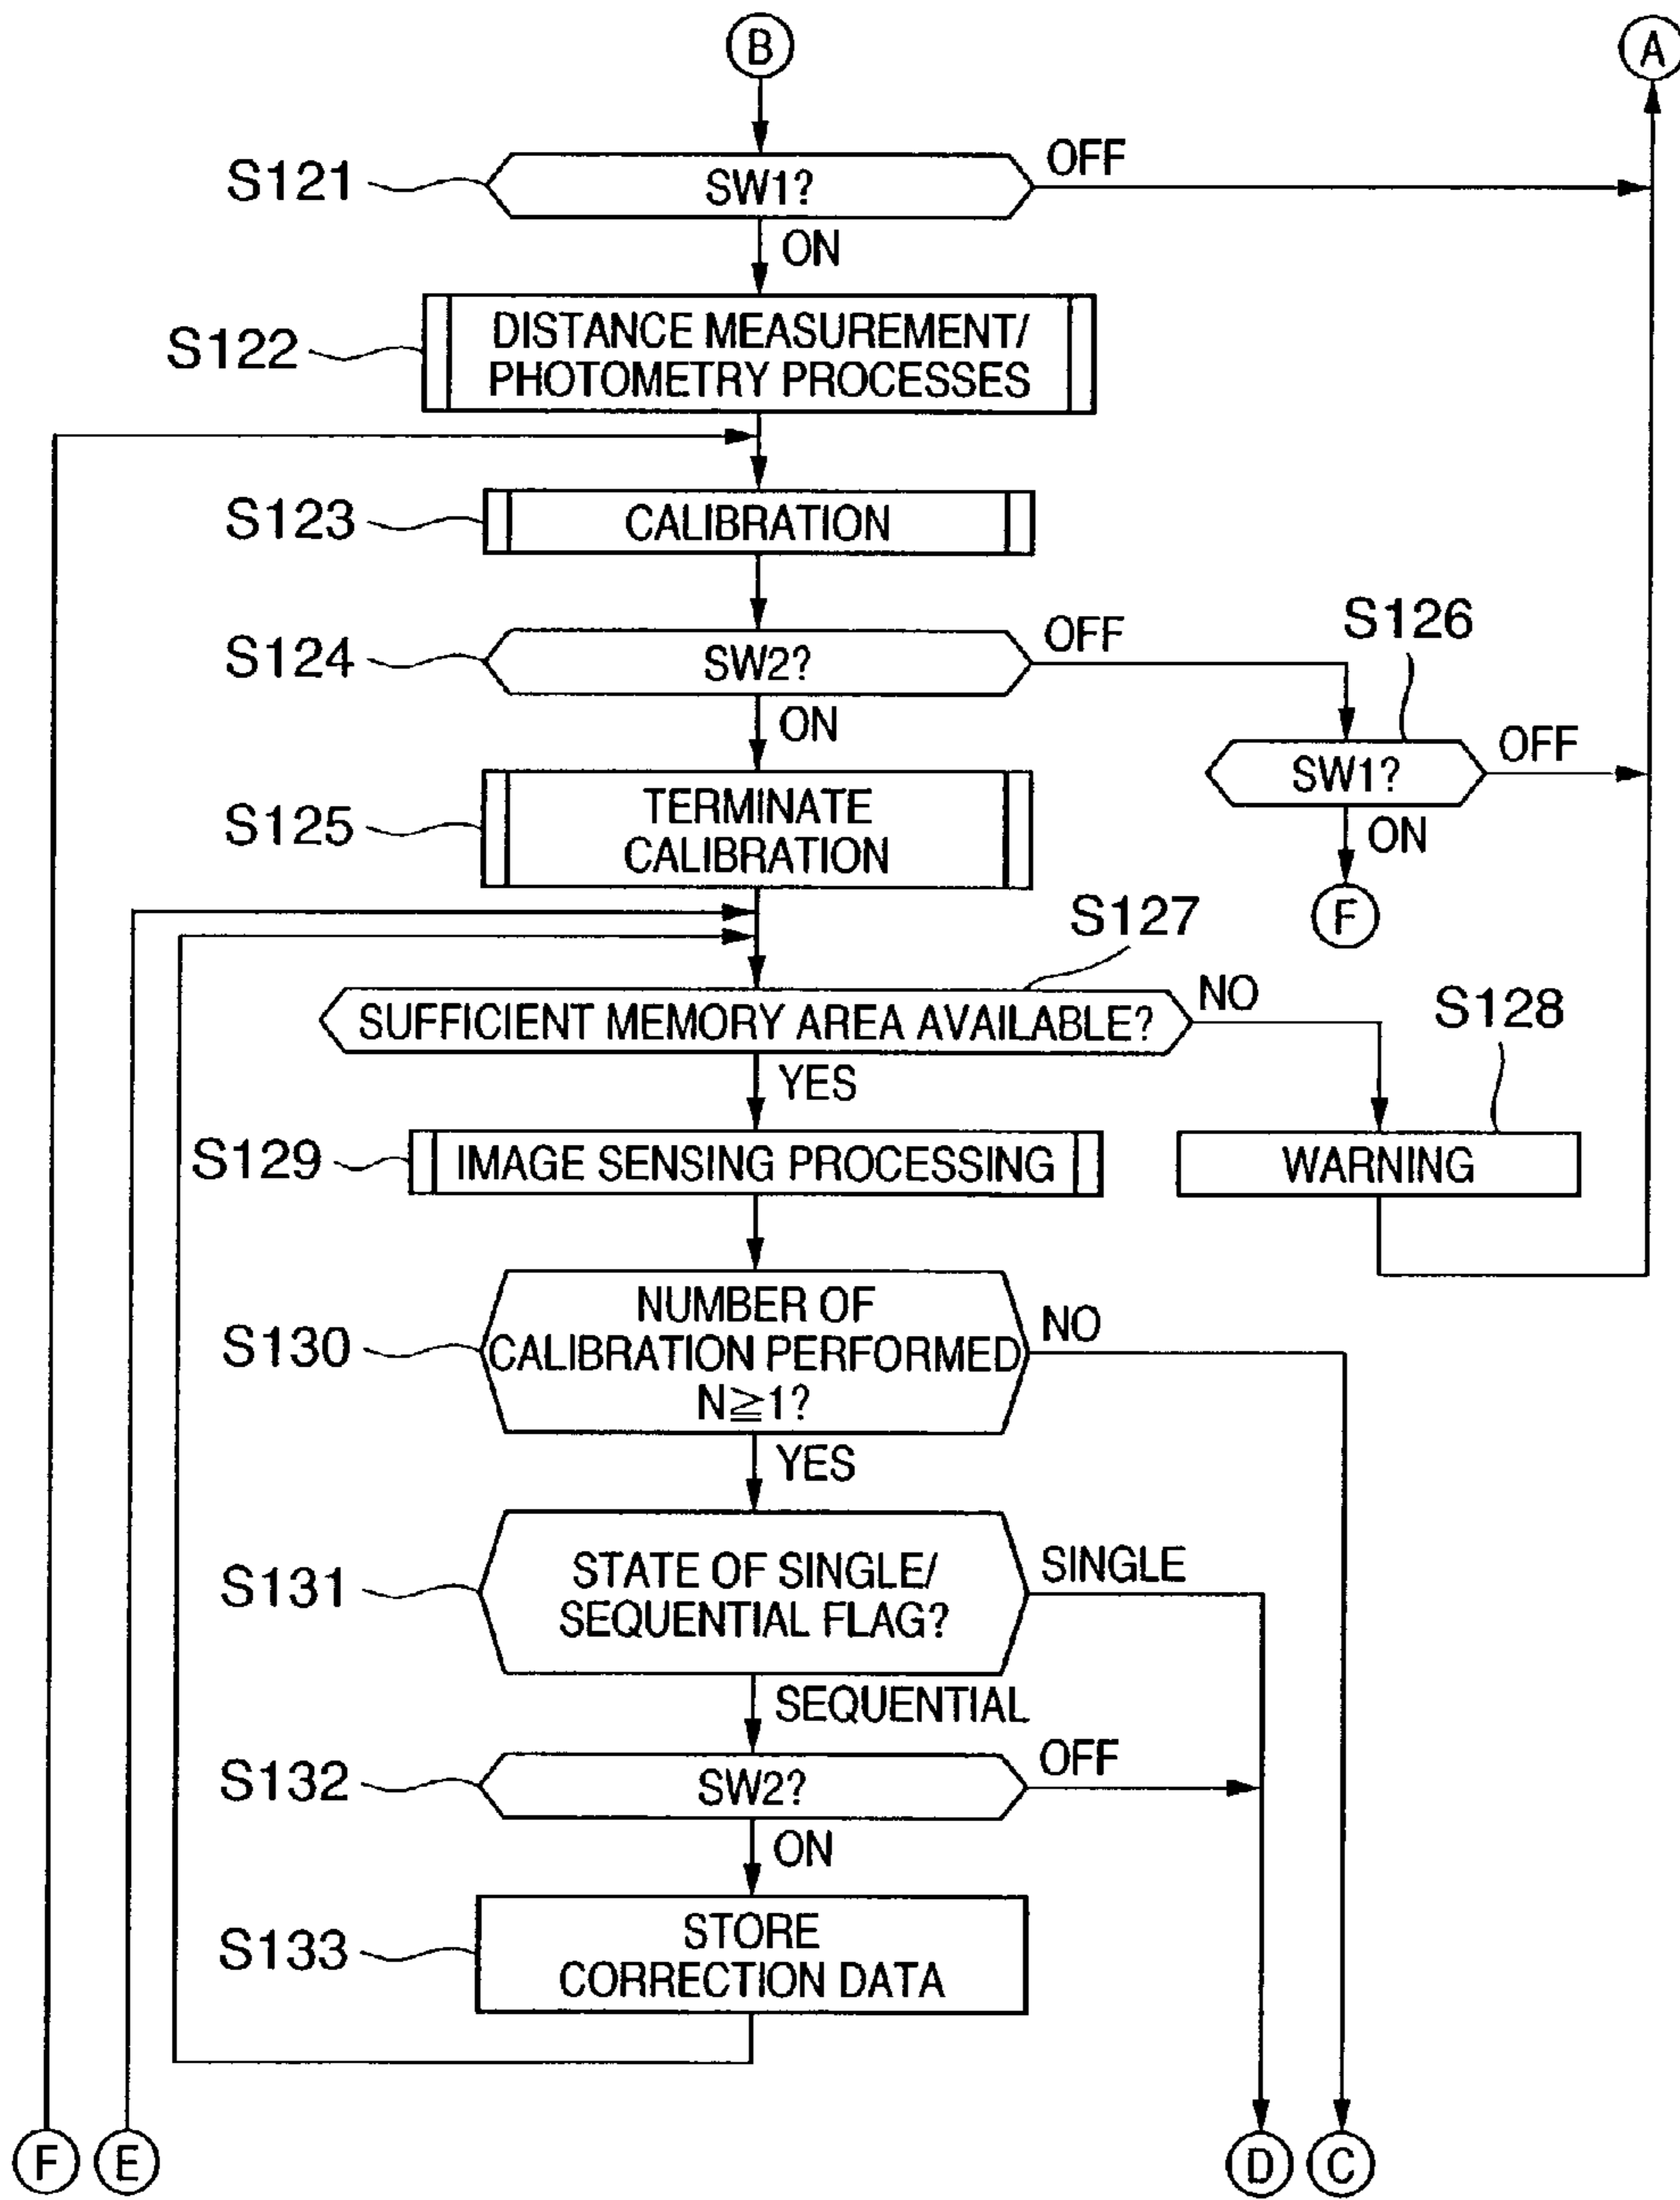 B
A
S121
SW1?
OFF
ON
S122
DISTANCE MEASUREMENT/
PHOTOMETRY PROCESSES
S123
CALIBRATION
S124
SW2?
OFF
ON
S126
SW1?
OFF
ON
F
S125
TERMINATE
CALIBRATION
S127
SUFFICIENT MEMORY AREA AVAILABLE?
NO
YES
S128
WARNING
S129
IMAGE SENSING PROCESSING
S130
NUMBER OF
CALIBRATION PERFORMED
N≧1?
NO
YES
S131
STATE OF SINGLE/
SEQUENTIAL FLAG?
SINGLE
SEQUENTIAL
S132
SW2?
OFF
ON
S133
STORE
CORRECTION DATA
F
E
D
C